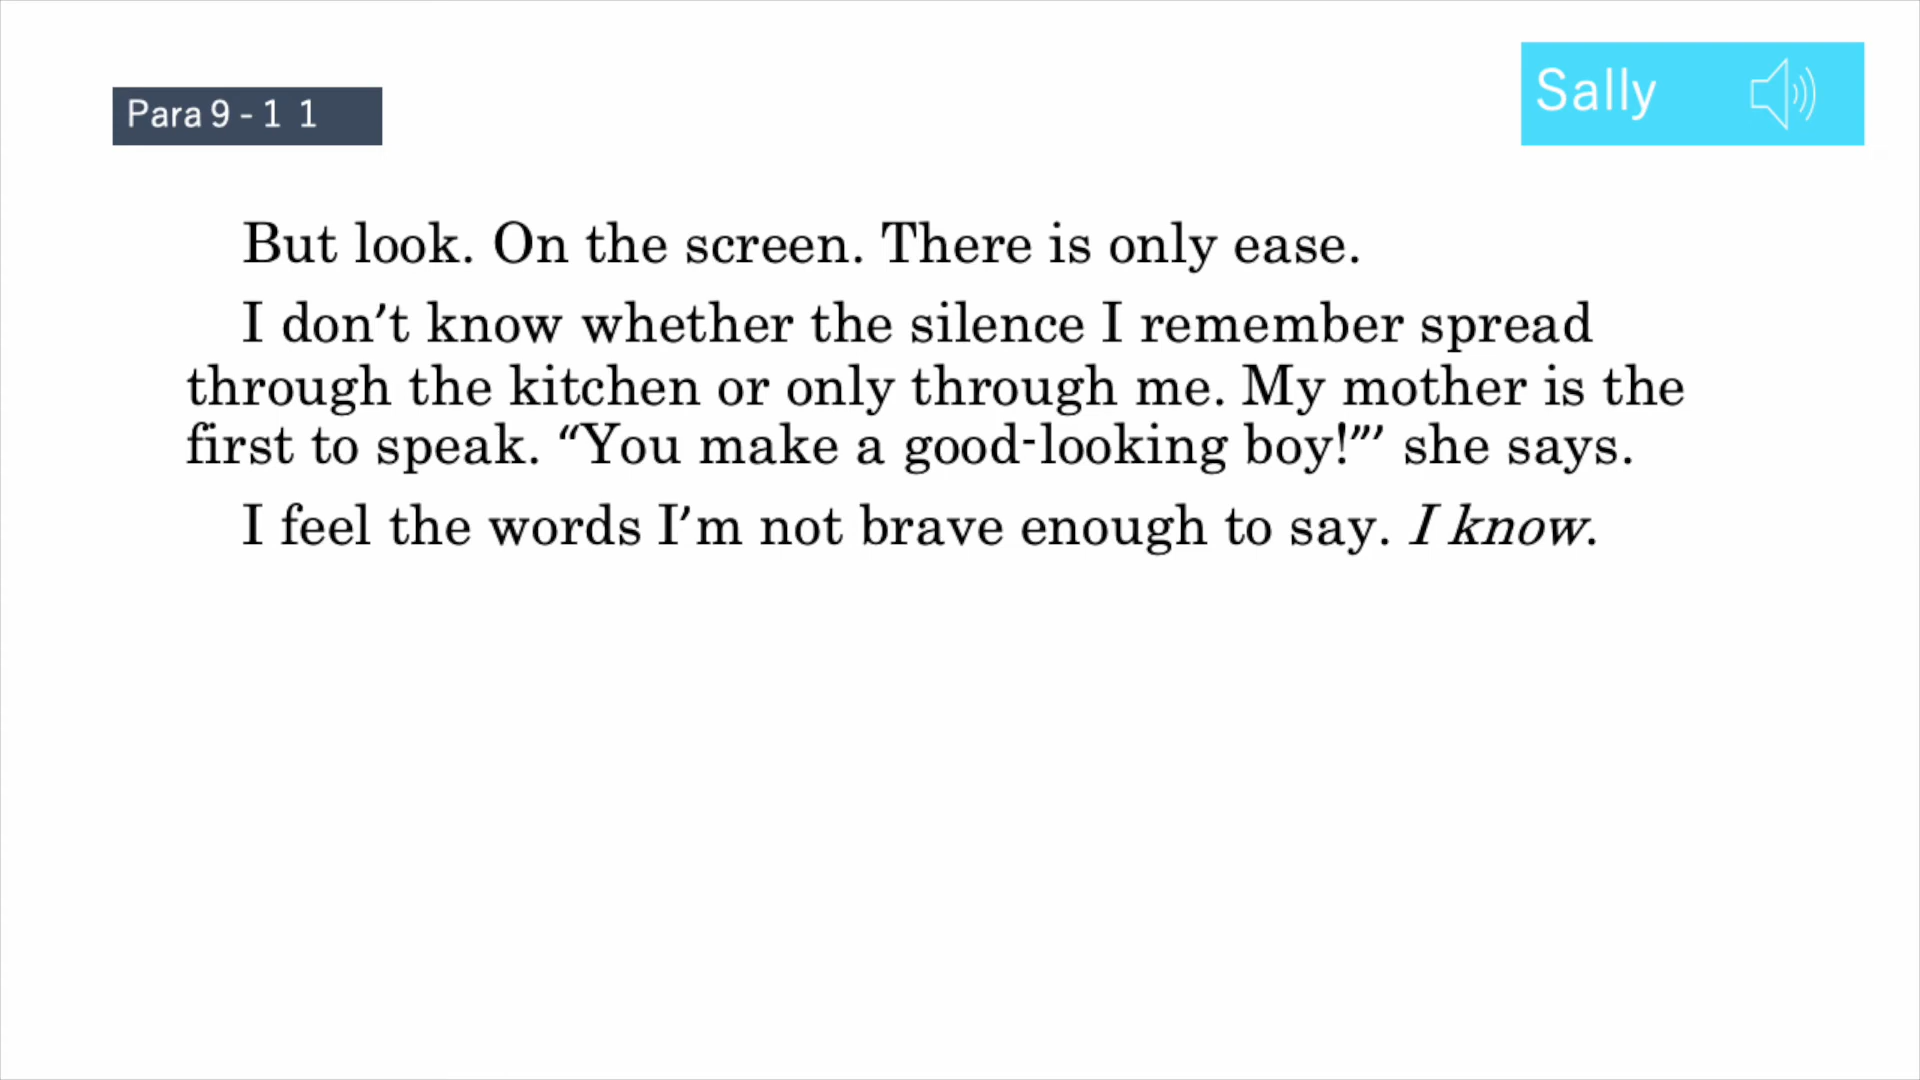 Sally
Para 9 - 1 1
But look. On the screen. There is only ease.
I don’t know whether the silence I remember spread
through the kitchen or only through me. My mother is the
first to speak. “You make a good-looking boy!”’ she says.
I feel the words I’m not brave enough to say. I know.